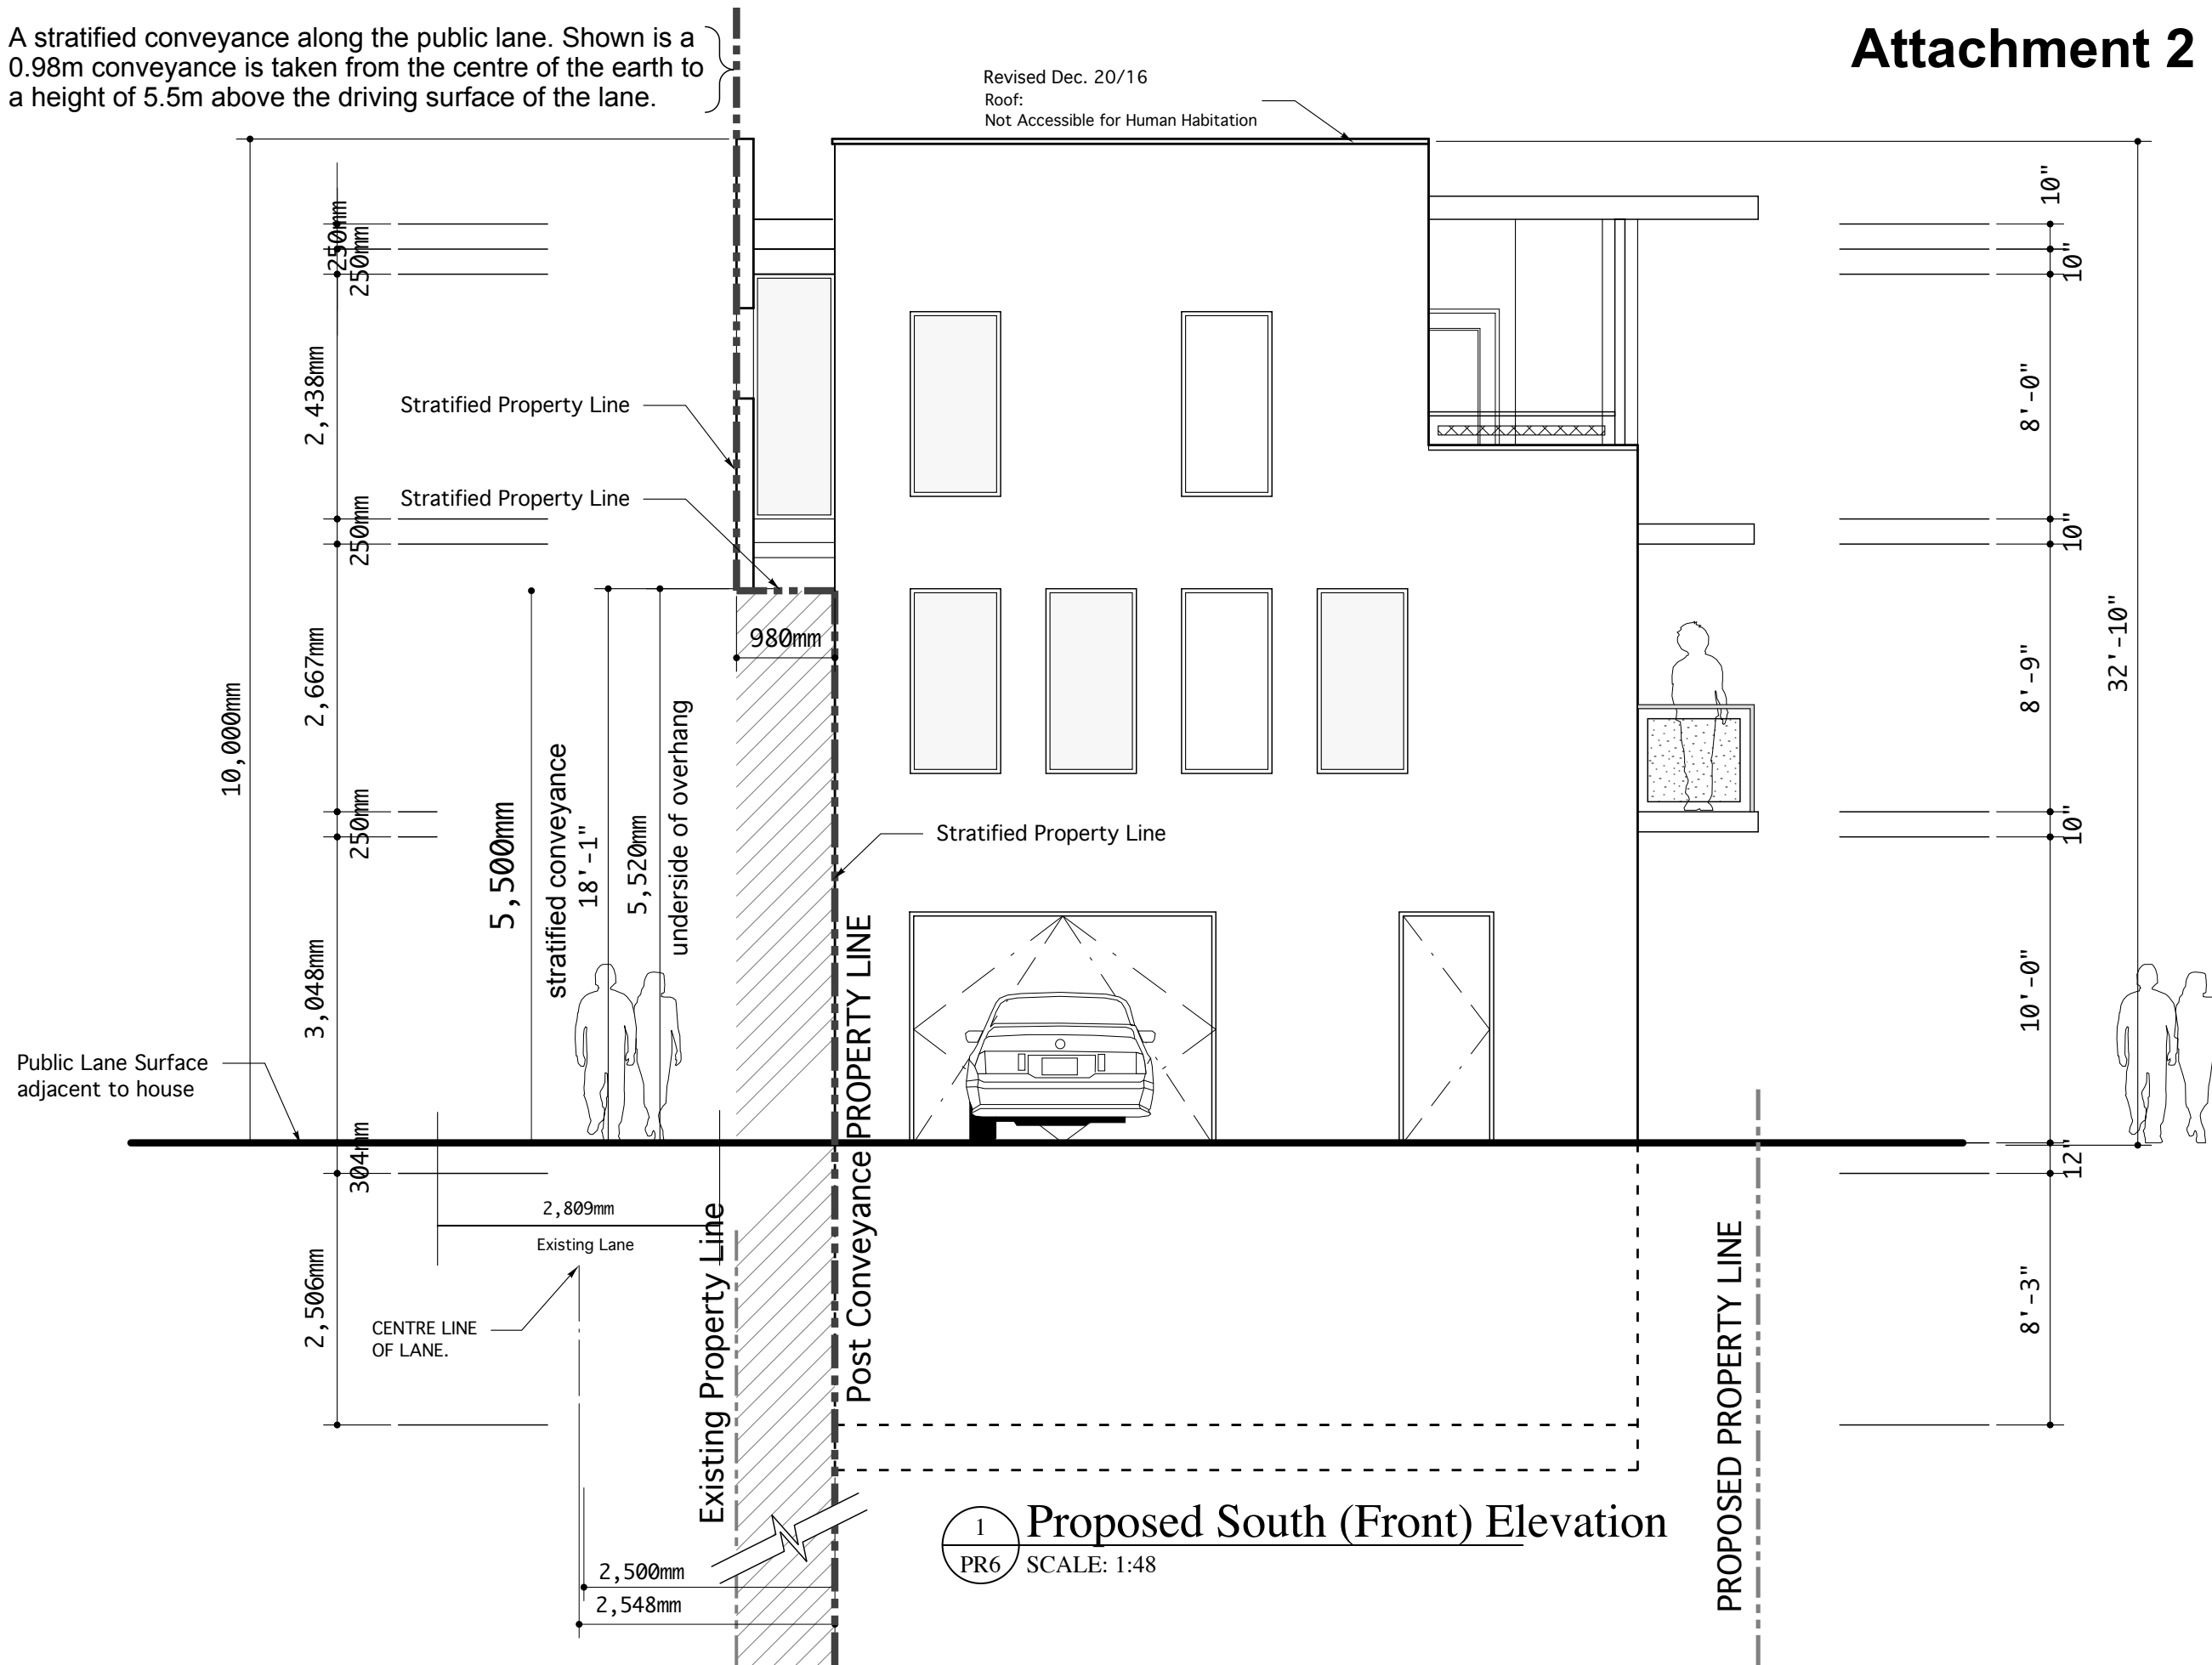 A stratified conveyance along the public lane. Shown is a
0.98m conveyance is taken from the centre of the earth to
a height of 5.5m above the driving surface of the lane.
Attachment 2
Revised Dec. 20/16
Roof:
Not Accessible for Human Habitation
250mm
250mm
2,438mm
250mm
2,667mm
250mm
3,048mm
304mm
2,506mm
10,000mm
Stratified Property Line
Stratified Property Line
980mm
5,500mm
stratified conveyance
18'-1"
5,520mm
underside of overhang
Stratified Property Line
Public Lane Surface
adjacent to house
2,809mm
Existing Lane
CENTRE LINE
OF LANE.
Existing Property Line
Post Conveyance PROPERTY LINE
2,500mm
2,548mm
PROPOSED PROPERTY LINE
10"
10"
8'-0"
10"
8'-9"
10"
10'-0"
12"
8'-3"
32'-10"
1
PR6
Proposed South (Front) Elevation
SCALE: 1:48